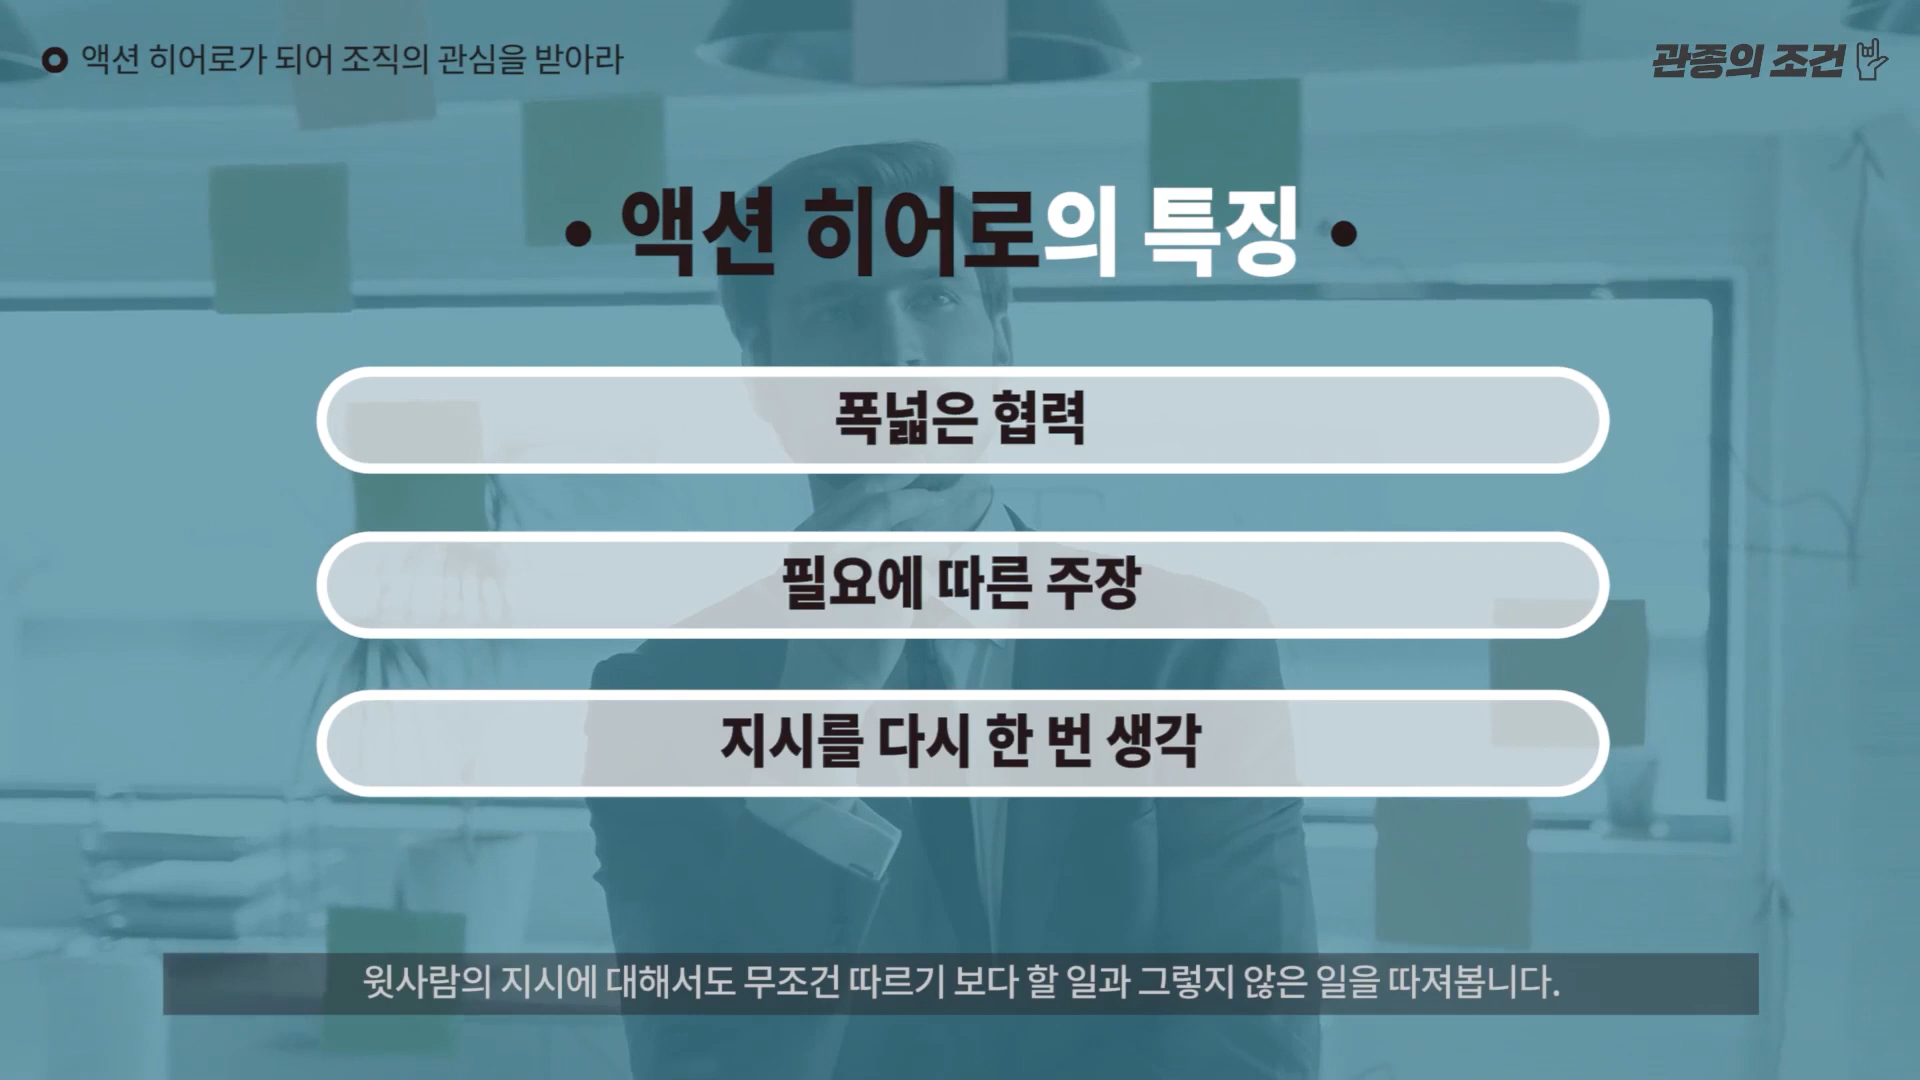 액션 히어로가 되어 조직의 관심을 받아라
관종의 조건
• 액션 히어로의 특징 •
폭넓은 협력
필요에 따른 주장
지시를 다시 한 번 생각
윗사람의 지시에 대해서도 무조건 따르기 보다 할 일과 그렇지 않은 일을 따져봅니다.